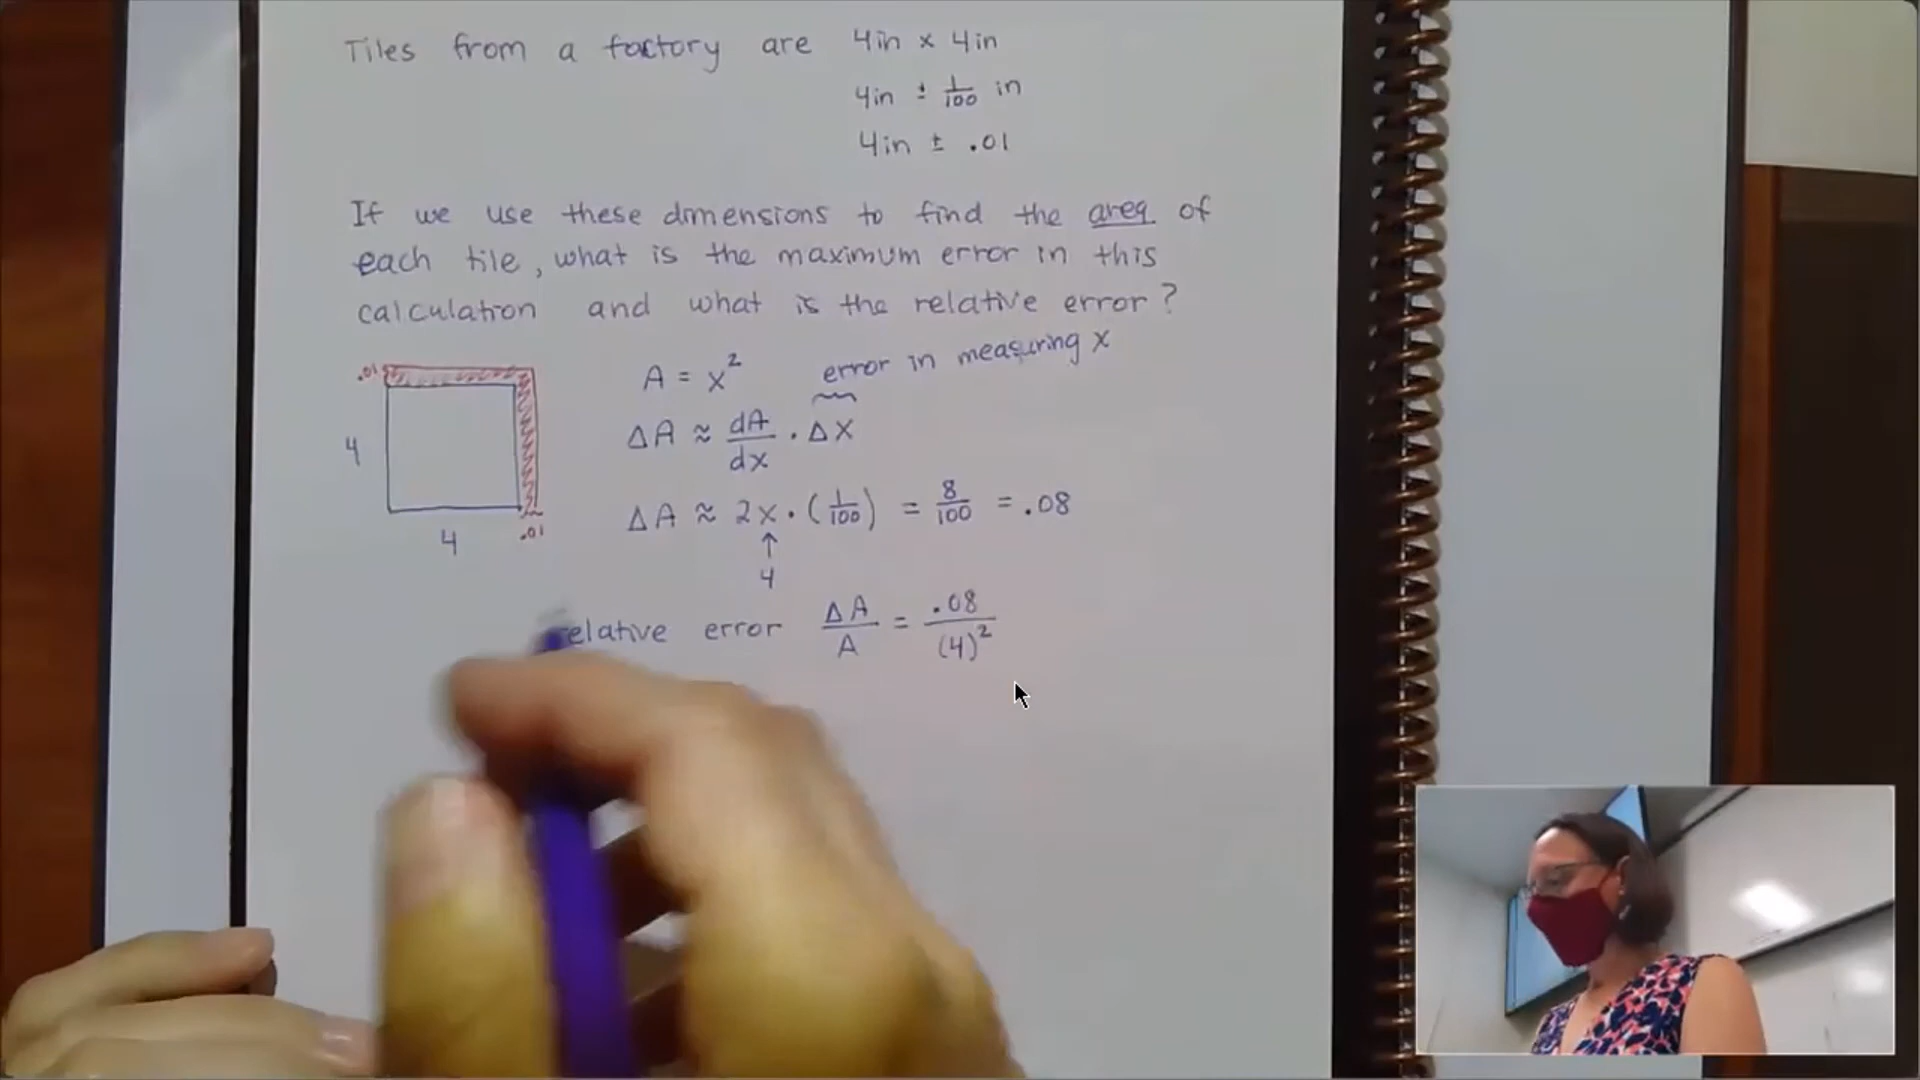 Tiles from a factory are 4in x 4in
4in ± 1/100 in
4in ± .01
If we use these dimensions to find the area of
each tile, what is the maximum error in this
calculation and what is the relative error?
.01
4
4
.01
A = x²
error in measuring x
ΔA ≈ dA/dx · Δx
ΔA ≈ 2x · (1/100) = 8/100 = .08
↑
4
relative error ΔA/A = .08/(4)²